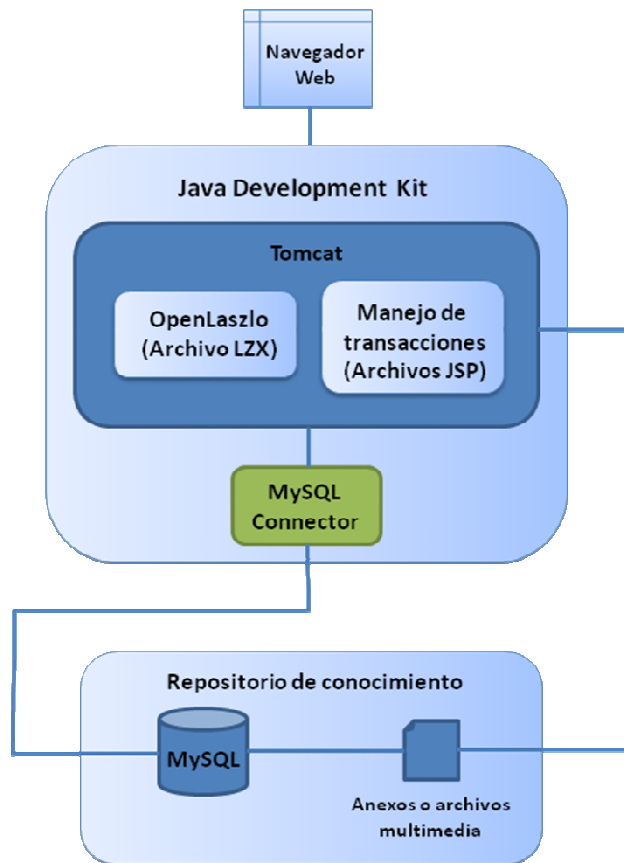 Navegador
Web
Java Development Kit
Tomcat
OpenLaszlo
(Archivo LZX)
Manejo de
transacciones
(Archivos JSP)
MySQL
Connector
Repositorio de conocimiento
MySQL
Anexos o archivos
multimedia